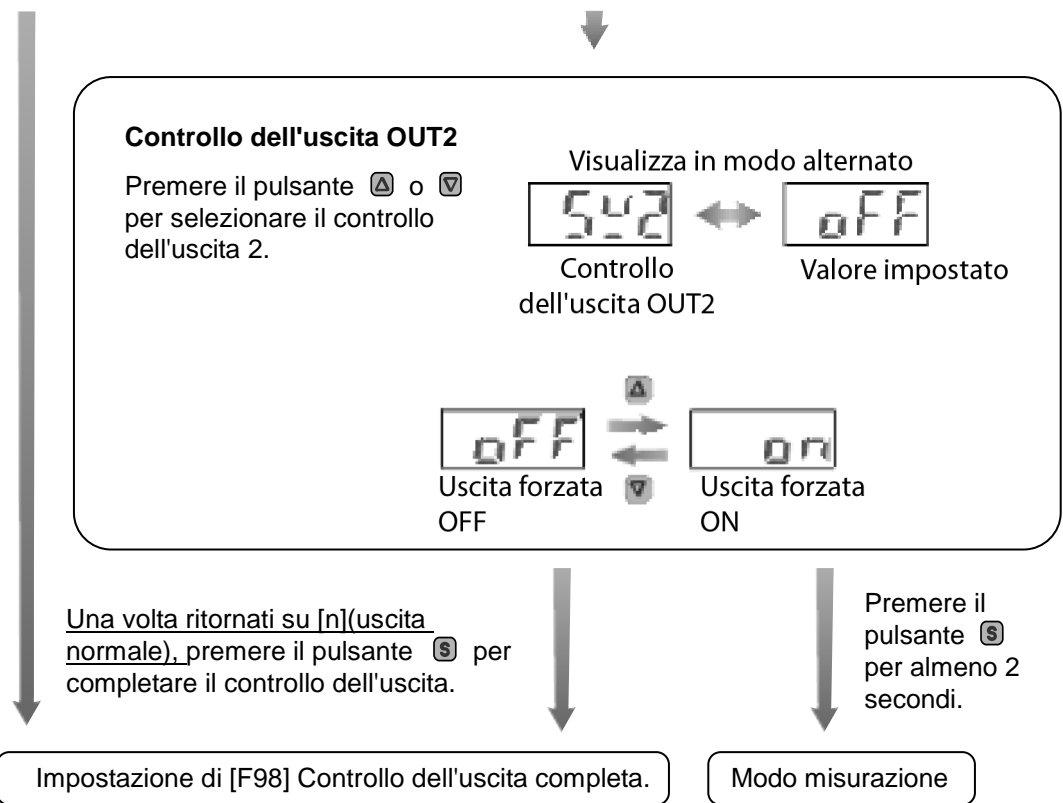 Controllo dell'uscita OUT2
Premere il pulsante o
per selezionare il controllo
dell'uscita 2.
Visualizza in modo alternato
Sw2
oFF
Controllo
dell'uscita OUT2
Valore impostato
oFF
on
Uscita forzata
OFF
Uscita forzata
ON
Una volta ritornati su [n](uscita
normale), premere il pulsante S per
completare il controllo dell'uscita.
Premere il
pulsante S
per almeno 2
secondi.
Impostazione di [F98] Controllo dell'uscita completa.
Modo misurazione